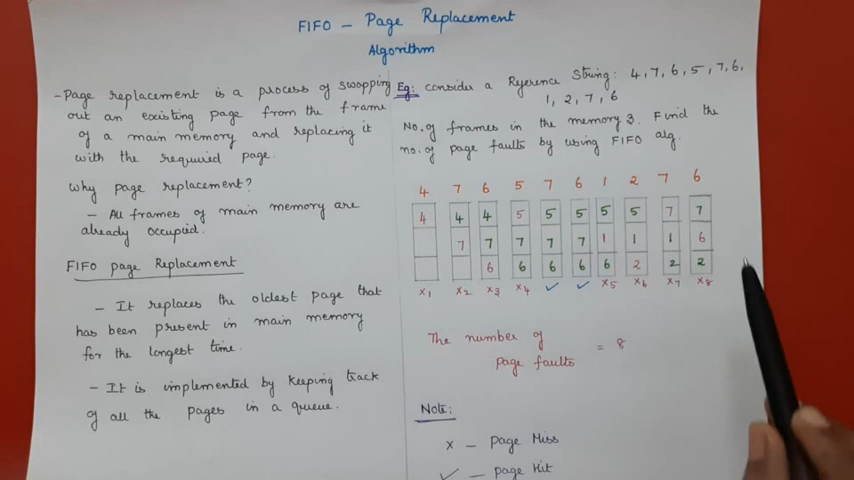 FIFO - Page Replacement
Algorithm
- Page replacement is a process of swopping
out an existing page from the frame
of a main memory and replacing it
with the required page.
Why page replacement?
- All frames of main memory are
already occupied.
FIFO page Replacement
- It replaces the oldest page that
has been present in main memory
for the longest time.
- It is implemented by keeping track
of all the pages in a queue.
Eg: consider a Reference String: 4, 7, 6, 5, 7, 6,
1, 2, 7, 6
No. of frames in the memory 3. Find the
no. of page faults by using FIFO alg.
4 7 6 5 7 6 1 2 7 6
4 4 4 5 5 5 5 5 7 7
7 7 7 7 7 1 1 1 6
6 6 6 6 6 2 2 2
x1 x2 x3 x4 ✓ ✓ x5 x6 x7 x8
The number of
page faults = 8
Note:
x - page Miss
✓ - page Hit